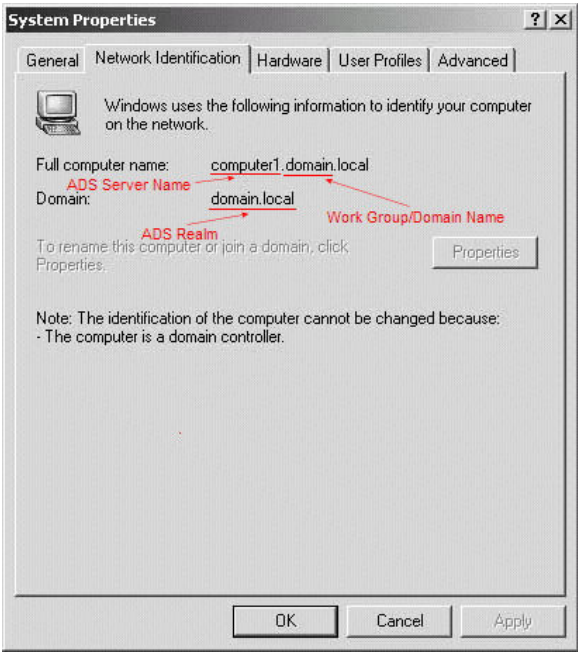 System Properties
? ×
General Network Identification Hardware User Profiles Advanced
Windows uses the following information to identify your computer
on the network.
Full computer name: computer1.domain.local
ADS Server Name
Domain: domain.local
Work Group/Domain Name
ADS Realm
To rename this computer or join a domain, click
Properties.
Properties
Note: The identification of the computer cannot be changed because:
- The computer is a domain controller.
OK Cancel Apply